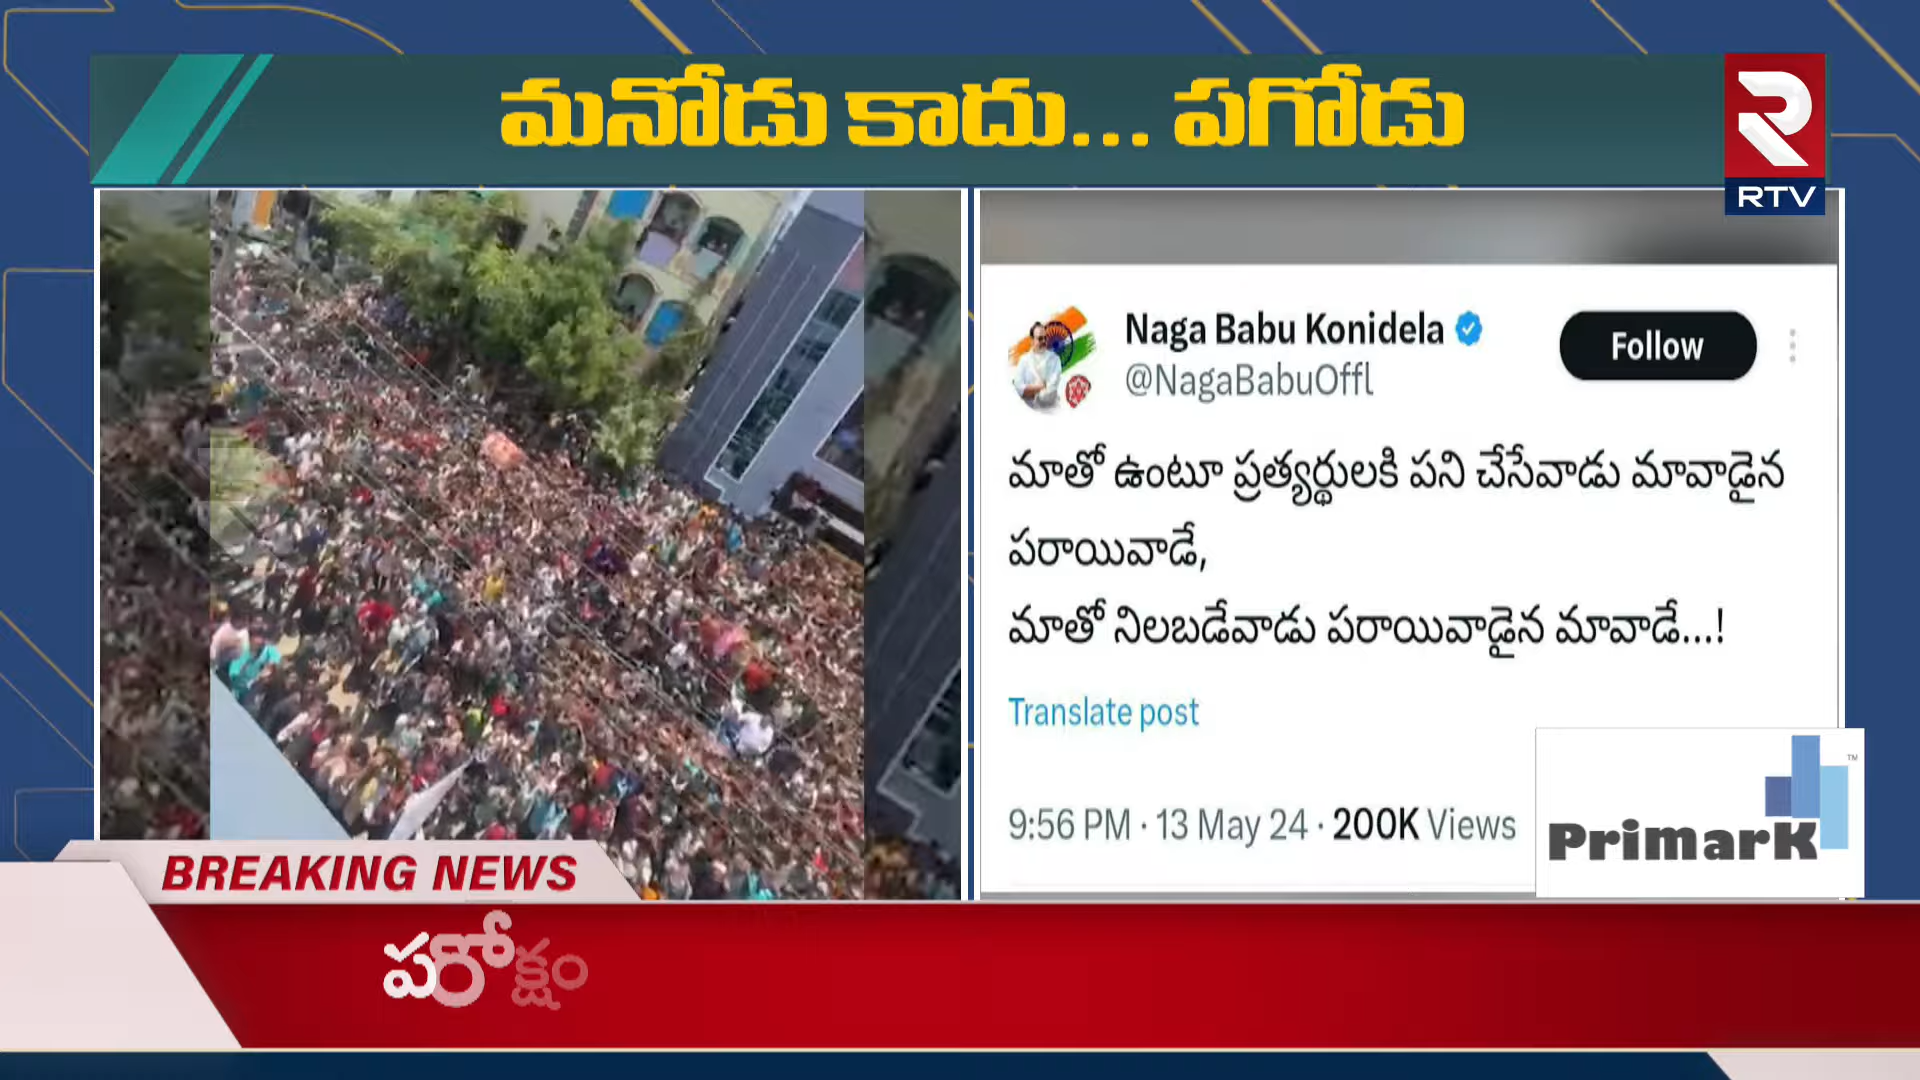 మనోడు కాదు... పగోడు
RTV
Naga Babu Konidela
@NagaBabuOffl
Follow
మాతో ఉంటూ ప్రత్యర్థులకి పని చేసేవాడు మావాడైన
పరాయివాడే,
మాతో నిలబడేవాడు పరాయివాడైన మావాడే...!
Translate post
9:56 PM · 13 May 24 · 200K Views
PrimarK TM
BREAKING NEWS
పరోక్షం